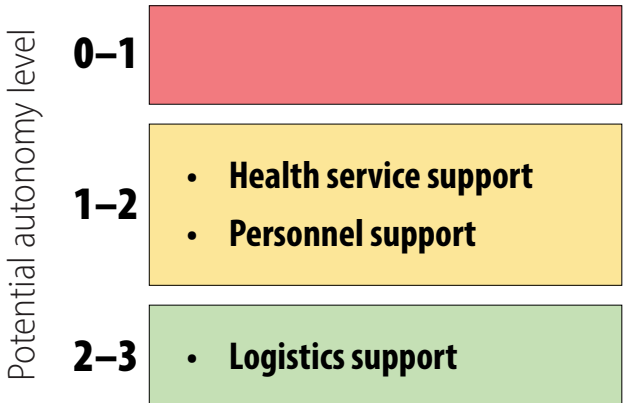 Potential autonomy level
0–1
1–2
• Health service support
• Personnel support
2–3
• Logistics support